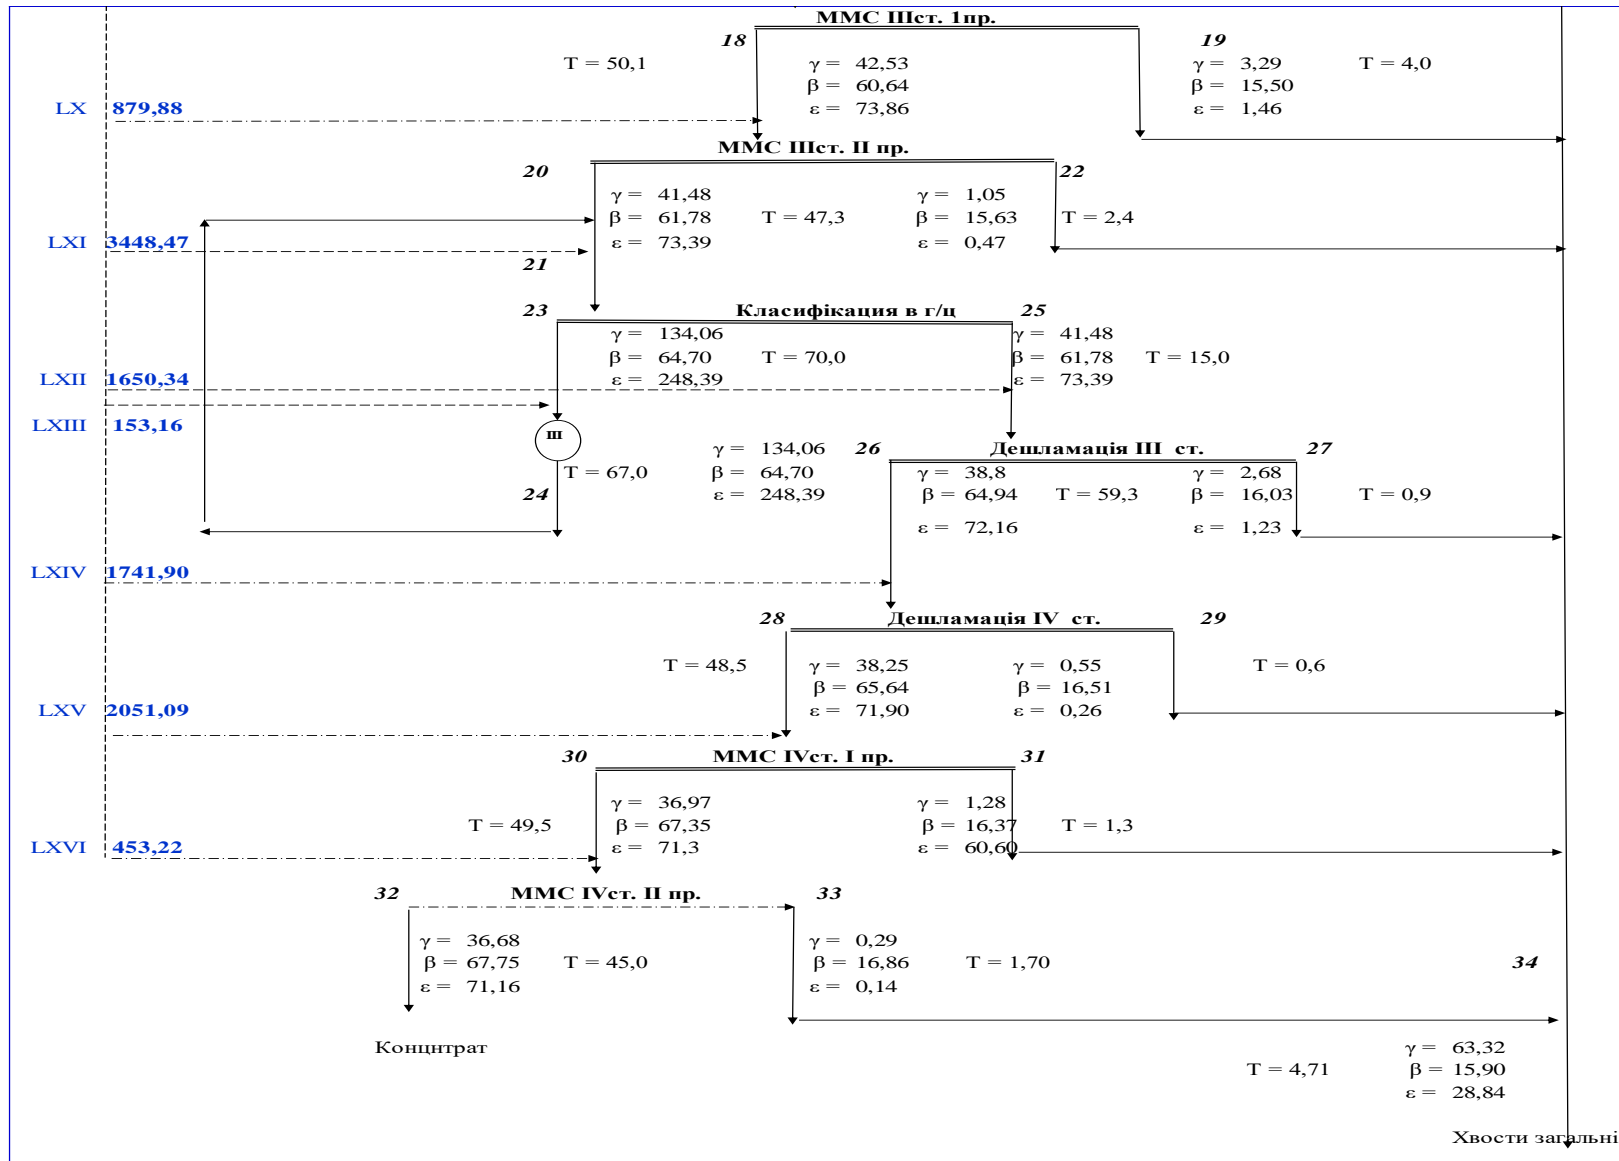 ММС IIIст. 1пр.
18 19
T = 50,1 γ = 42,53 γ = 3,29 T = 4,0
β = 60,64 β = 15,50
LX 879,88 ε = 73,86 ε = 1,46
ММС IIIст. II пр.
20 22
γ = 41,48 γ = 1,05
β = 61,78 T = 47,3 β = 15,63 T = 2,4
LXI 3448,47 ε = 73,39 ε = 0,47
21
23 Класифікация в г/ц 25
γ = 134,06 γ = 41,48
β = 64,70 T = 70,0 β = 61,78 T = 15,0
LXII 1650,34 ε = 248,39 ε = 73,39
LXIII 153,16
III
γ = 134,06 26 Дешламація III ст. 27
T = 67,0 β = 64,70 γ = 38,8 γ = 2,68
24 ε = 248,39 β = 64,94 T = 59,3 β = 16,03 T = 0,9
ε = 72,16 ε = 1,23
LXIV 1741,90
28 Дешламація IV ст. 29
T = 48,5 γ = 38,25 γ = 0,55 T = 0,6
β = 65,64 β = 16,51
LXV 2051,09 ε = 71,90 ε = 0,26
30 ММС IVст. I пр. 31
γ = 36,97 γ = 1,28
T = 49,5 β = 67,35 β = 16,37 T = 1,3
LXVI 453,22 ε = 71,3 ε = 60,60
32 ММС IVст. II пр. 33
γ = 36,68 γ = 0,29
β = 67,75 T = 45,0 β = 16,86 T = 1,70 34
ε = 71,16 ε = 0,14
Концнтрат γ = 63,32
T = 4,71 β = 15,90
ε = 28,84
Хвости загальні